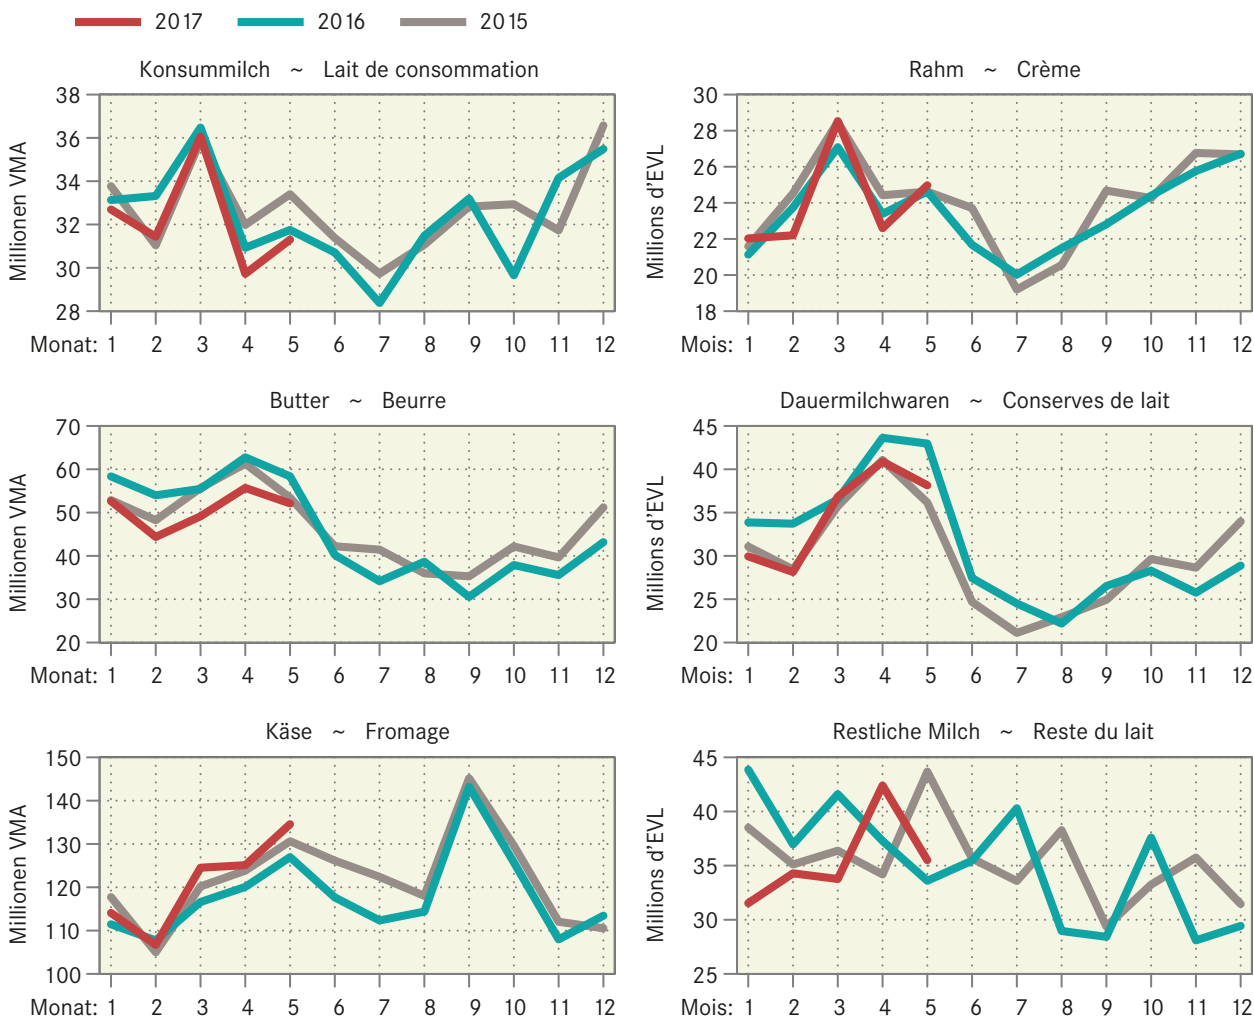 2017 2016 2015
Konsummilch ~ Lait de consommation
Millionen VMA
38
36
34
32
30
28
Monat: 1 2 3 4 5 6 7 8 9 10 11 12
Rahm ~ Crème
Millions d'EVL
30
28
26
24
22
20
18
Mois: 1 2 3 4 5 6 7 8 9 10 11 12
Butter ~ Beurre
Millionen VMA
70
60
50
40
30
20
Monat: 1 2 3 4 5 6 7 8 9 10 11 12
Dauermilchwaren ~ Conserves de lait
Millions d'EVL
45
40
35
30
25
20
Mois: 1 2 3 4 5 6 7 8 9 10 11 12
Käse ~ Fromage
Millionen VMA
150
140
130
120
110
100
Monat: 1 2 3 4 5 6 7 8 9 10 11 12
Restliche Milch ~ Reste du lait
Millions d'EVL
45
40
35
30
25
Mois: 1 2 3 4 5 6 7 8 9 10 11 12